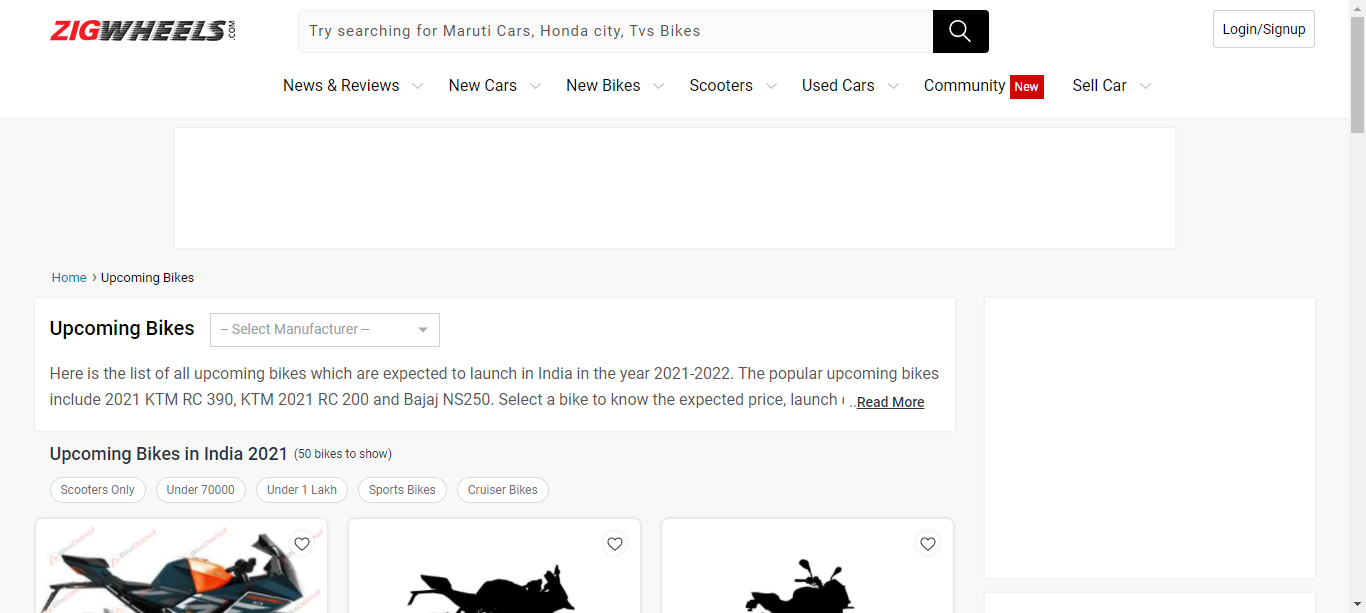 ZIGWHEELS.COM
Try searching for Maruti Cars, Honda city, Tvs Bikes
Login/Signup
News & Reviews
New Cars
New Bikes
Scooters
Used Cars
Community New
Sell Car
Home › Upcoming Bikes
Upcoming Bikes
-- Select Manufacturer --
Here is the list of all upcoming bikes which are expected to launch in India in the year 2021-2022. The popular upcoming bikes
include 2021 KTM RC 390, KTM 2021 RC 200 and Bajaj NS250. Select a bike to know the expected price, launch ..Read More
Upcoming Bikes in India 2021 (50 bikes to show)
Scooters Only
Under 70000
Under 1 Lakh
Sports Bikes
Cruiser Bikes